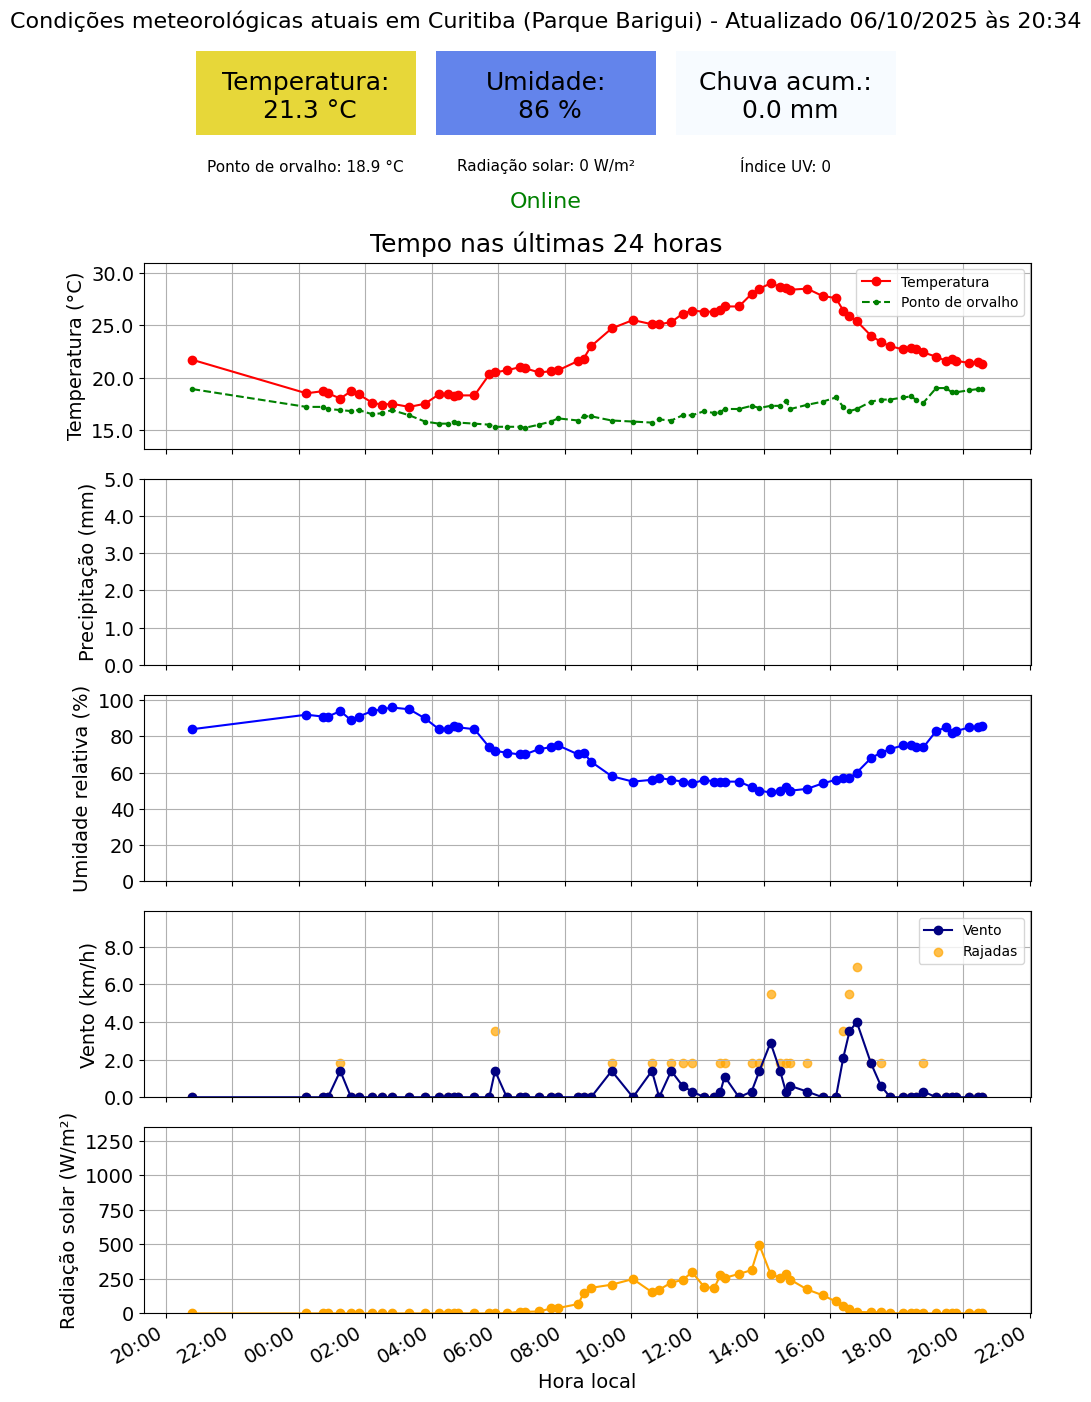 Condições meteorológicas atuais em Curitiba (Parque Barigui) - Atualizado 06/10/2025 às 20:34
Temperatura:
21.3 °C
Umidade:
86 %
Chuva acum.:
0.0 mm
Ponto de orvalho: 18.9 °C
Radiação solar: 0 W/m²
Índice UV: 0
Online
Tempo nas últimas 24 horas
Temperatura (°C)
30.0
25.0
20.0
15.0
Temperatura
Ponto de orvalho
Precipitação (mm)
5.0
4.0
3.0
2.0
1.0
0.0
Umidade relativa (%)
100
80
60
40
20
0
Vento (km/h)
8.0
6.0
4.0
2.0
0.0
Vento
Rajadas
Radiação solar (W/m²)
1250
1000
750
500
250
0
20:00
22:00
00:00
02:00
04:00
06:00
08:00
10:00
12:00
14:00
16:00
18:00
20:00
22:00
Hora local